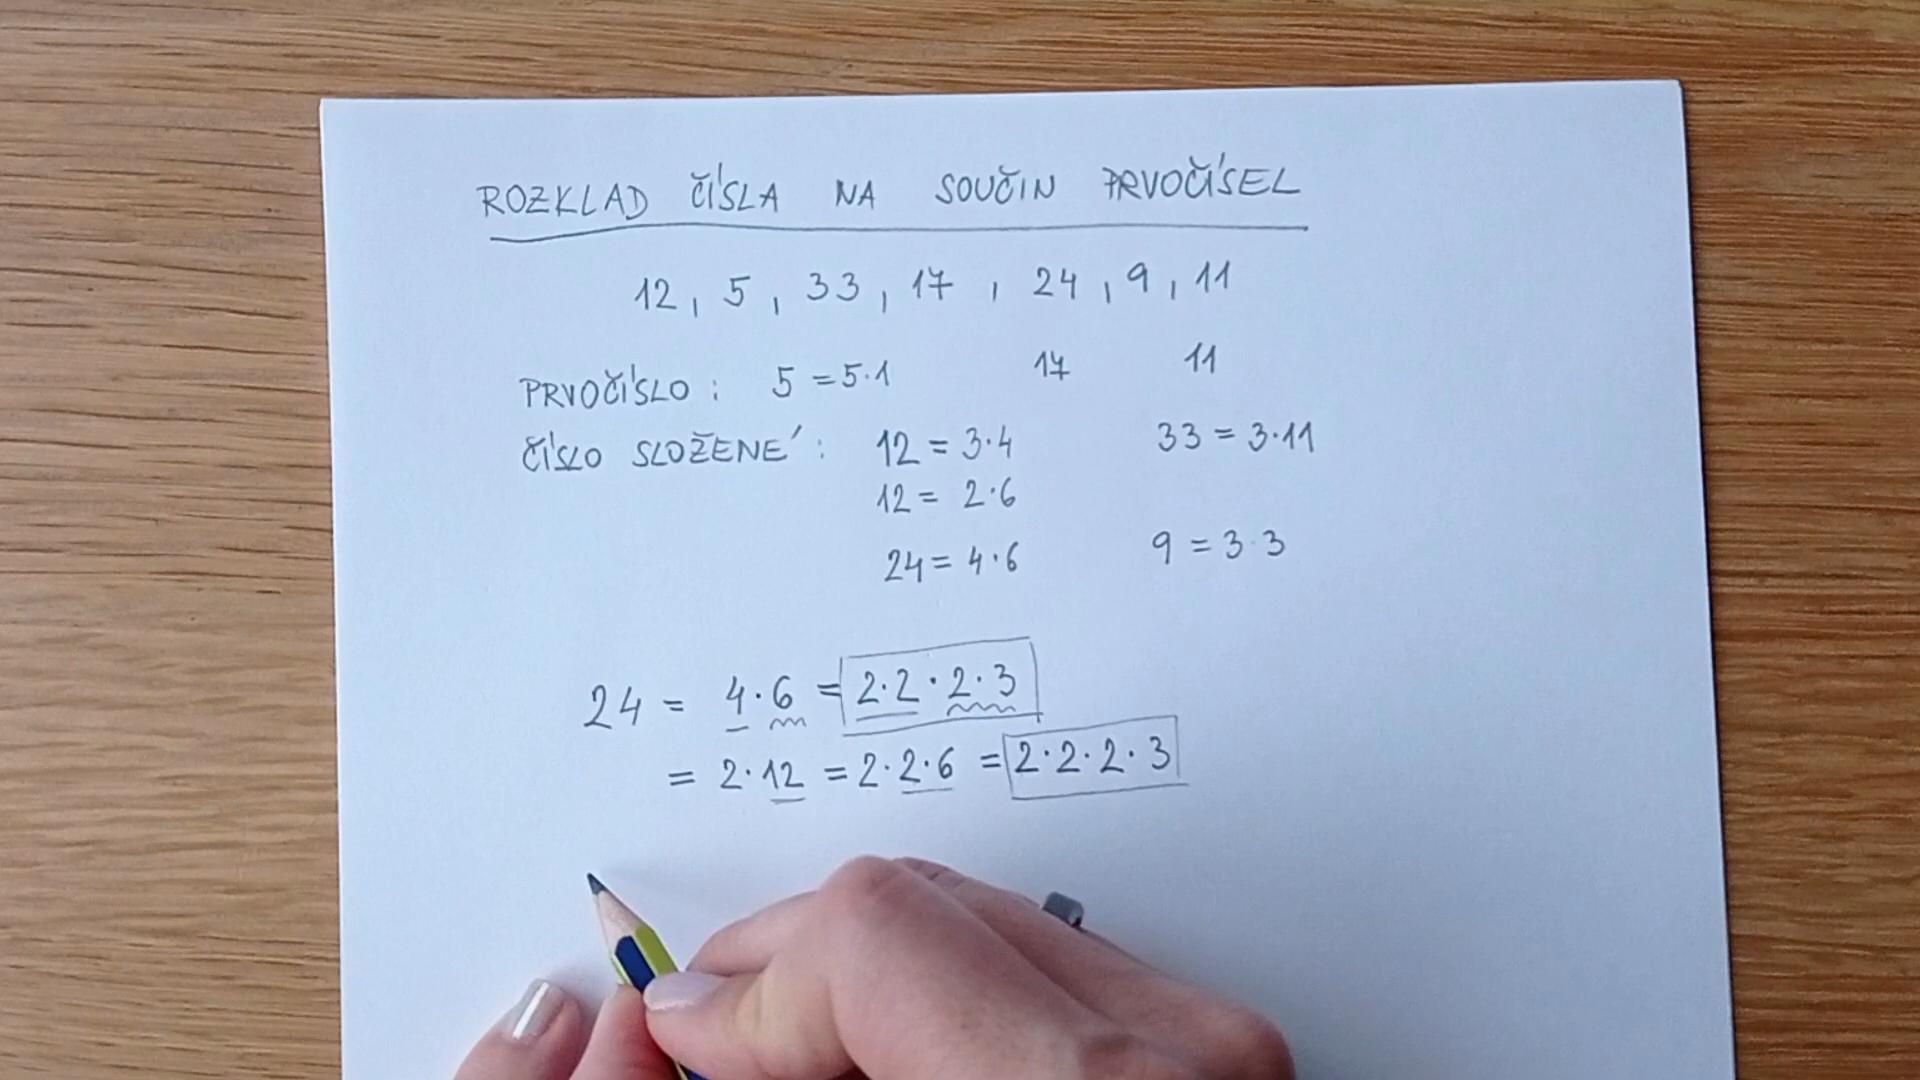 ROZKLAD ČÍSLA NA SOUČIN PRVOČÍSEL
12, 5, 33, 17, 24, 9, 11
PRVOČÍSLO: 5 = 5·1 17 11
ČÍSLO SLOŽENÉ: 12 = 3·4 33 = 3·11
12 = 2·6
24 = 4·6 9 = 3·3
24 = 4·6 = 2·2·2·3
= 2·12 = 2·2·6 = 2·2·2·3